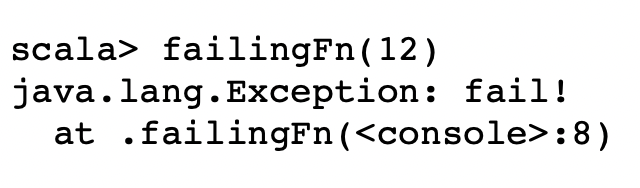 scala> failingFn(12)
java.lang.Exception: fail!
  at .failingFn(<console>:8)